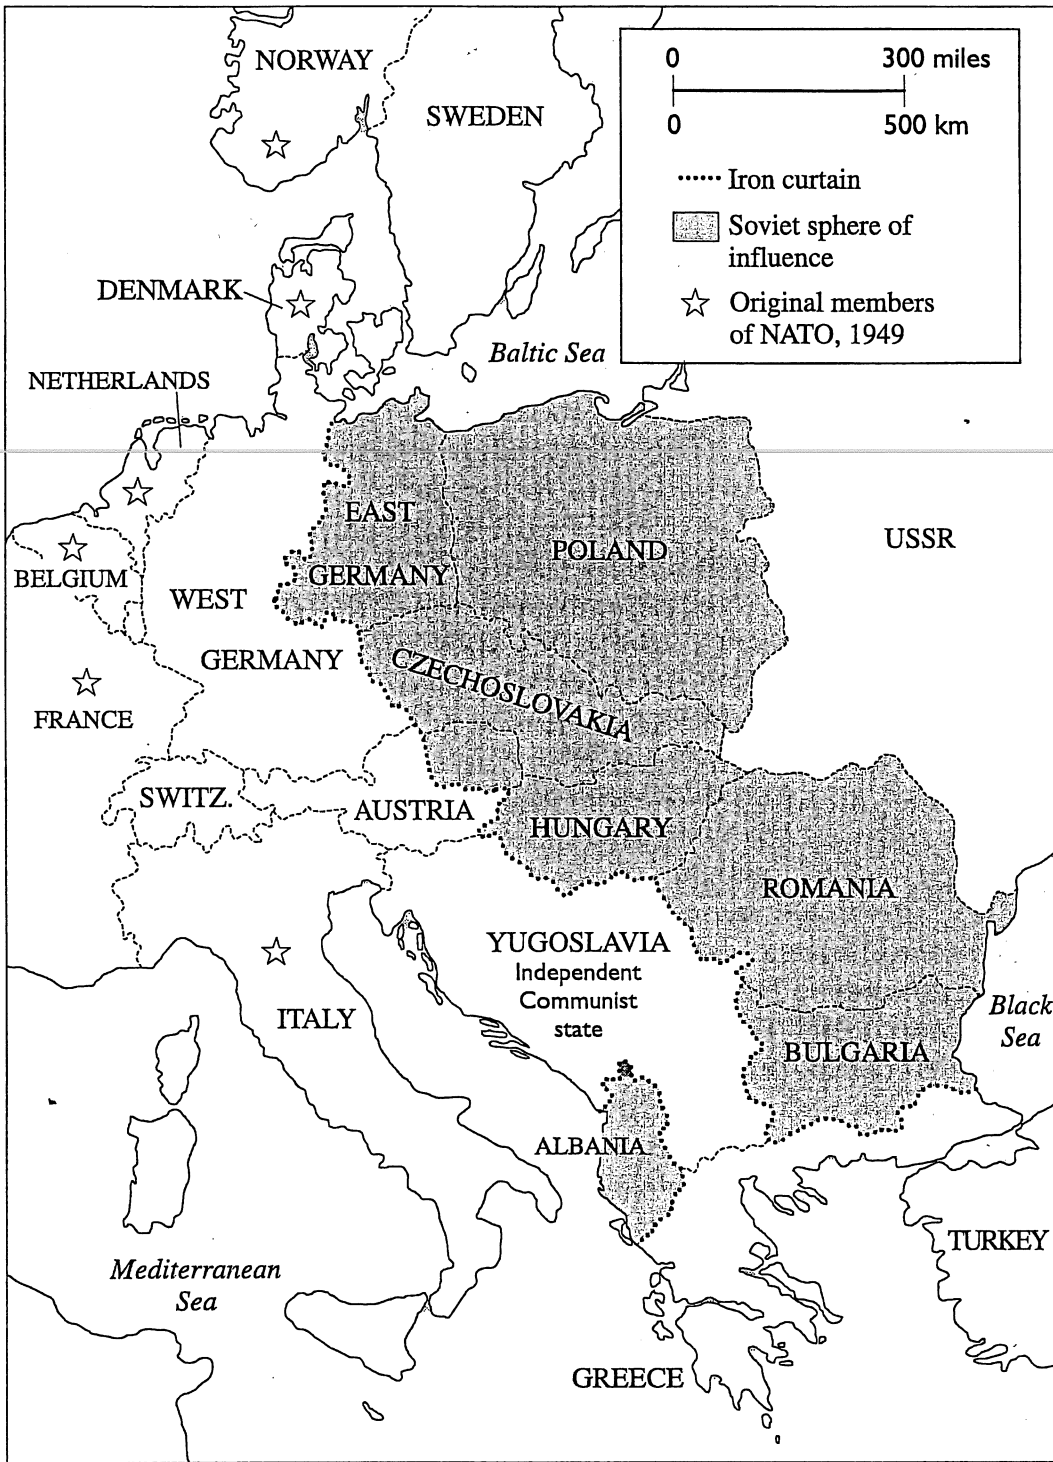 NORWAY
SWEDEN
0 300 miles
0 500 km
Iron curtain
Soviet sphere of
influence
Original members
of NATO, 1949
DENMARK
Baltic Sea
NETHERLANDS
EAST
GERMANY
POLAND
USSR
BELGIUM
WEST
GERMANY
CZECHOSLOVAKIA
FRANCE
SWITZ.
AUSTRIA
HUNGARY
ROMANIA
YUGOSLAVIA
Independent
Communist
state
ITALY
Black
Sea
BULGARIA
ALBANIA
TURKEY
Mediterranean
Sea
GREECE